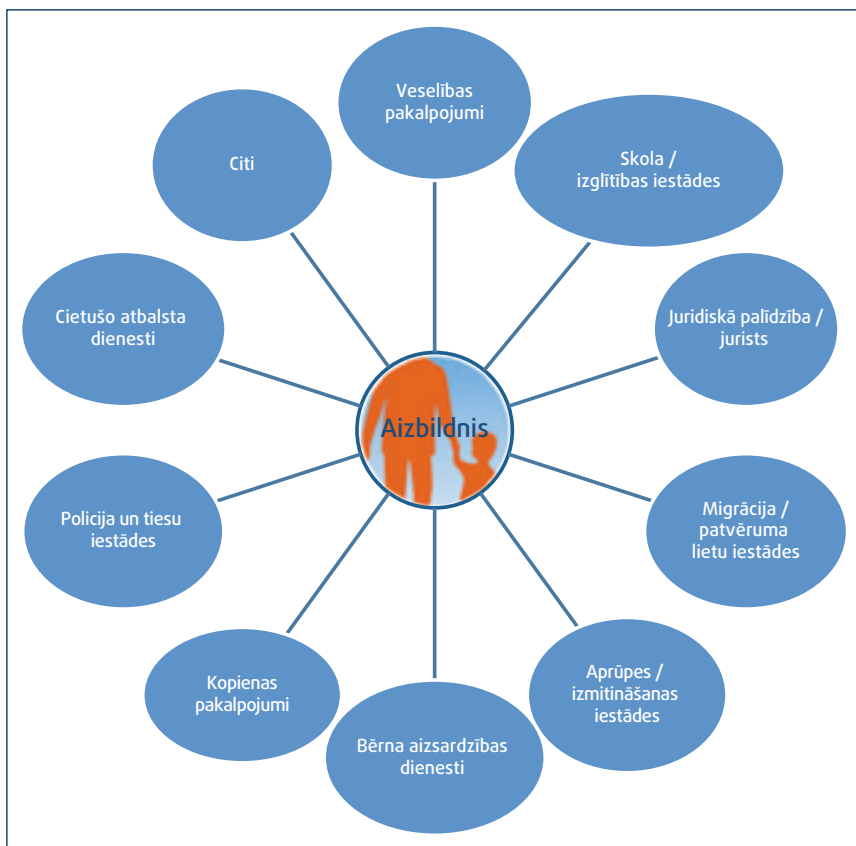 Veselības
pakalpojumi
Skola /
izglītības iestādes
Juridiskā palīdzība /
jurists
Migrācija /
patvēruma
lietu iestādes
Aprūpes /
izmitināšanas
iestādes
Bērna aizsardzības
dienesti
Kopienas
pakalpojumi
Policija un tiesu
iestādes
Cietušo atbalsta
dienesti
Citi
Aizbildnis